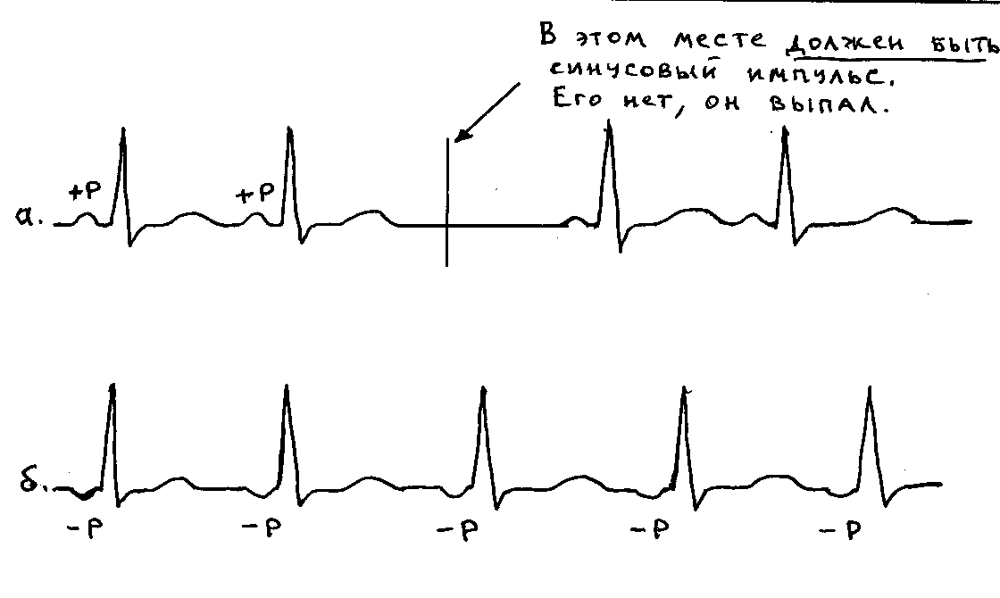 В этом месте должен быть
синусовый импульс.
Его нет, он выпал.
+P
+P
а.
б.
-P
-P
-P
-P
-P